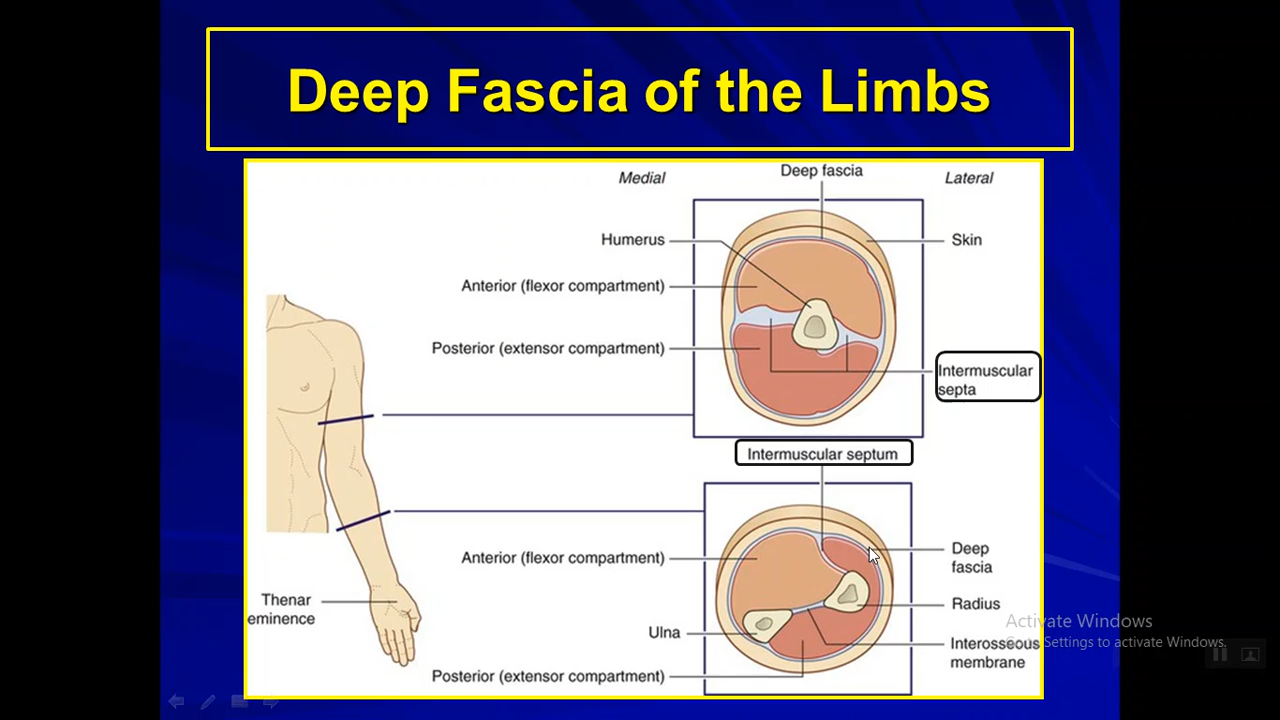 Deep Fascia of the Limbs
Medial
Deep fascia
Lateral
Humerus
Skin
Anterior (flexor compartment)
Posterior (extensor compartment)
Intermuscular
septa
Intermuscular septum
Anterior (flexor compartment)
Deep
fascia
Thenar
eminence
Radius
Ulna
Interosseous
membrane
Posterior (extensor compartment)
Activate Windows
Go to Settings to activate Windows.